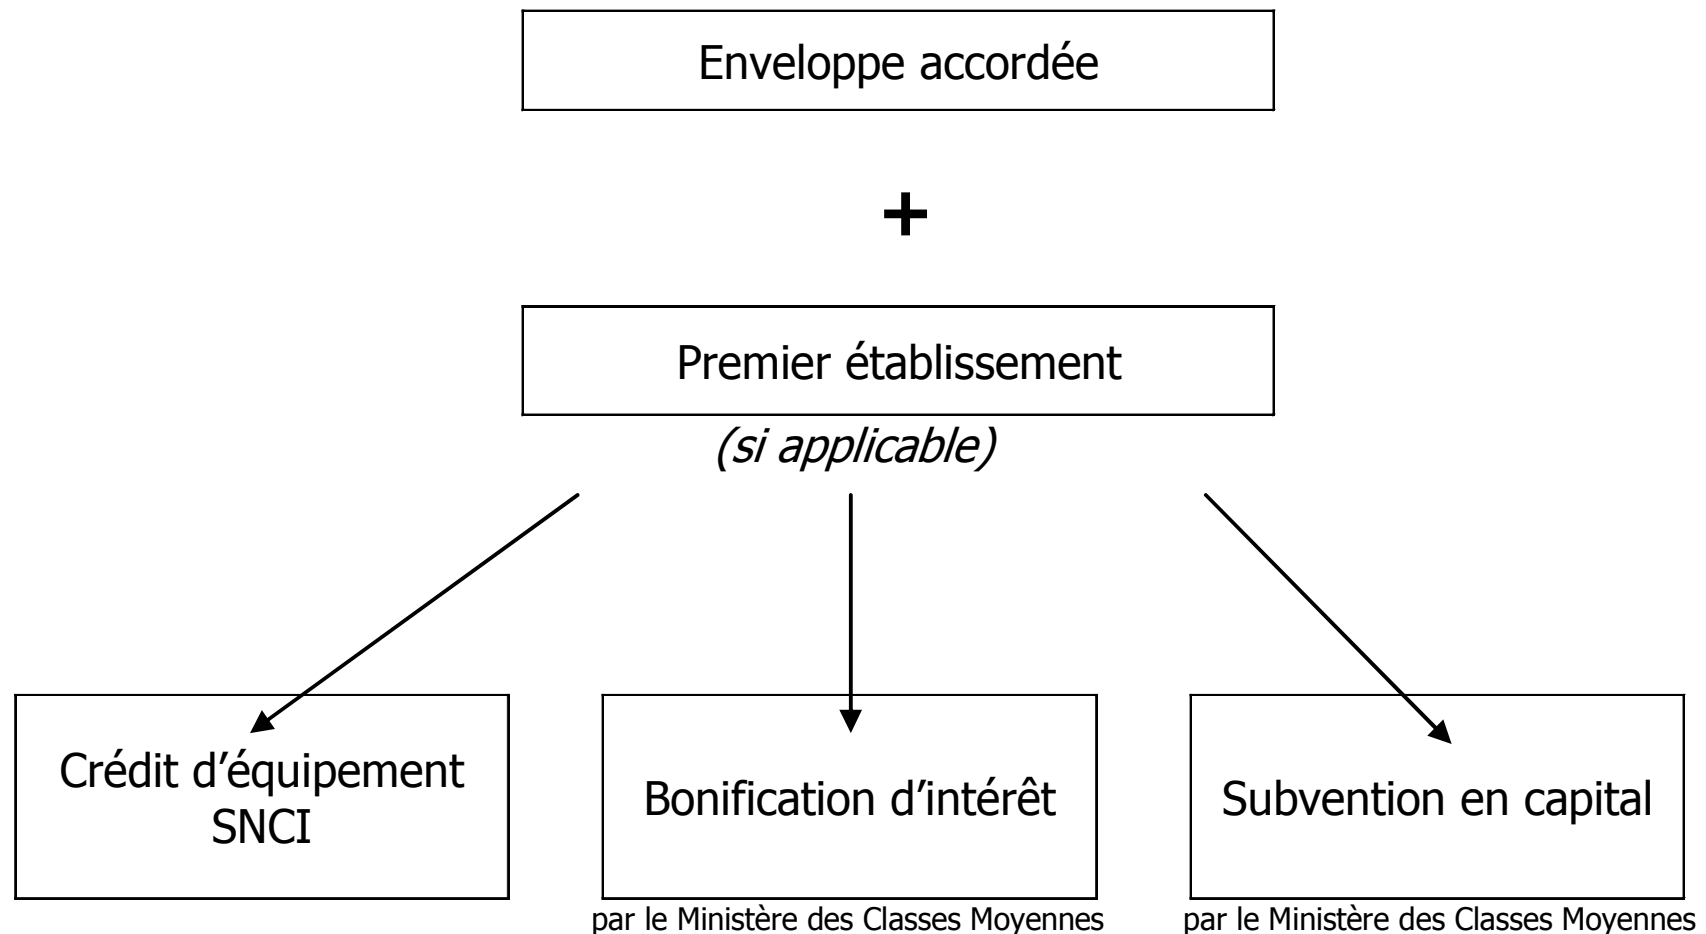 Enveloppe accordée
+
Premier établissement
(si applicable)
Crédit d’équipement
SNCI
Bonification d’intérêt
Subvention en capital
par le Ministère des Classes Moyennes
par le Ministère des Classes Moyennes